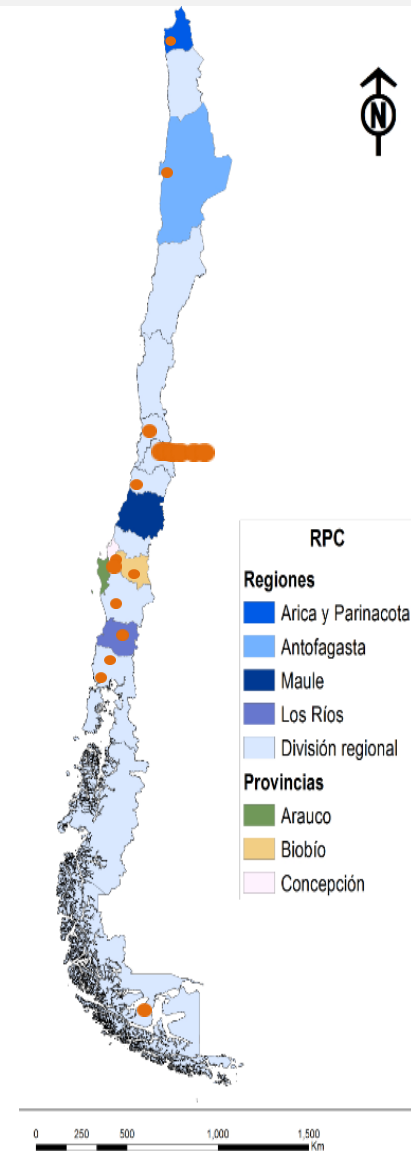 N
RPC
Regiones
Arica y Parinacota
Antofagasta
Maule
Los Ríos
División regional
Provincias
Arauco
Biobío
Concepción
0 250 500 1,000 1,500
Km